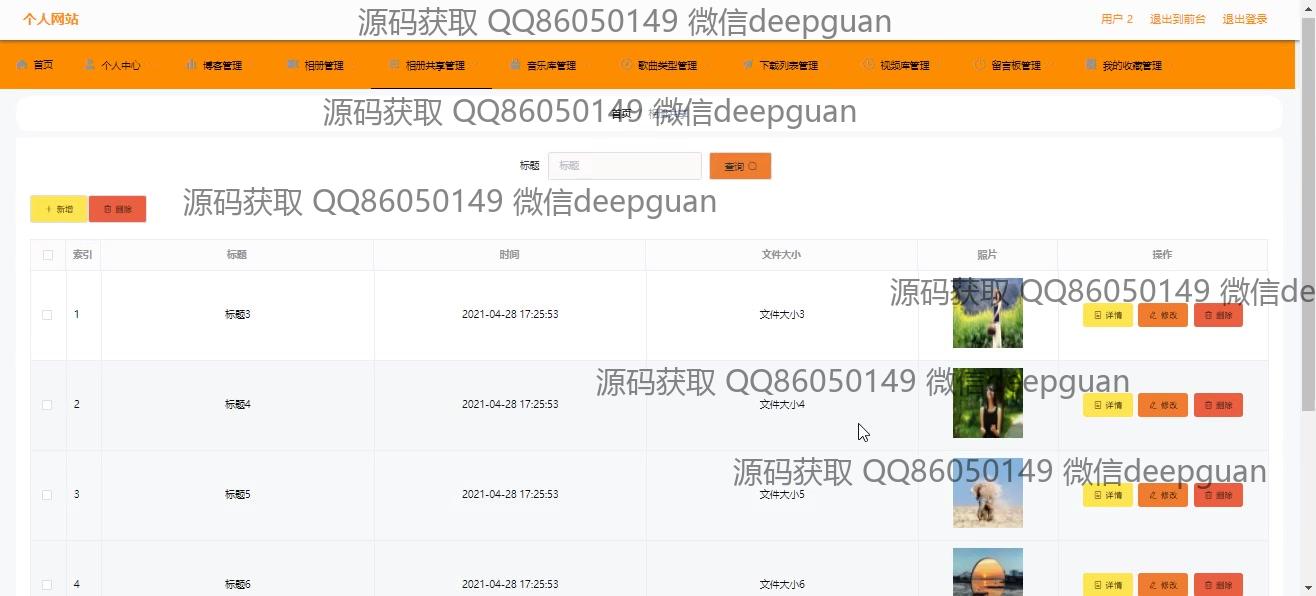 个人网站
用户 2 退出到前台 退出登录
源码获取 QQ86050149 微信deepguan
首页 个人中心 博客管理 相册管理 相册共享管理 音乐库管理 歌曲类型管理 下载列表管理 视频库管理 留言板管理 我的收藏管理
首页 相册共享
源码获取 QQ86050149 微信deepguan
标题 标题 查询
新增 删除
源码获取 QQ86050149 微信deepguan
索引 标题 时间 文件大小 照片 操作
源码获取 QQ86050149 微信dee
1 标题3 2021-04-28 17:25:53 文件大小3 详情 修改 删除
源码获取 QQ86050149 微信deepguan
2 标题4 2021-04-28 17:25:53 文件大小4 详情 修改 删除
源码获取 QQ86050149 微信deepguan
3 标题5 2021-04-28 17:25:53 文件大小5 详情 修改 删除
4 标题6 2021-04-28 17:25:53 文件大小6 详情 修改 删除